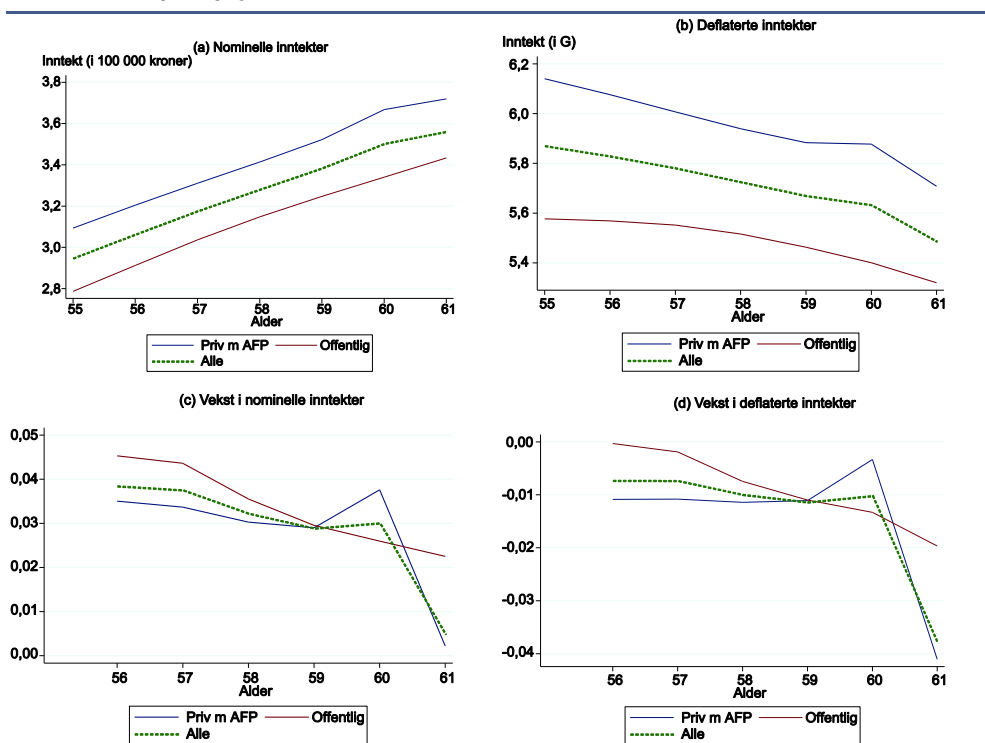 (a) Nominelle inntekter
Inntekt (i 100 000 kroner)
3,8
3,6
3,4
3,2
3,0
2,8
55 56 57 58 59 60 61
Alder
Priv m AFP Offentlig
Alle
(b) Deflaterte inntekter
Inntekt (i G)
6,2
6,0
5,8
5,6
5,4
55 56 57 58 59 60 61
Alder
Priv m AFP Offentlig
Alle
(c) Vekst i nominelle inntekter
0,05
0,04
0,03
0,02
0,01
0,00
56 57 58 59 60 61
Alder
Priv m AFP Offentlig
Alle
(d) Vekst i deflaterte inntekter
0,00
-0,01
-0,02
-0,03
-0,04
56 57 58 59 60 61
Alder
Priv m AFP Offentlig
Alle